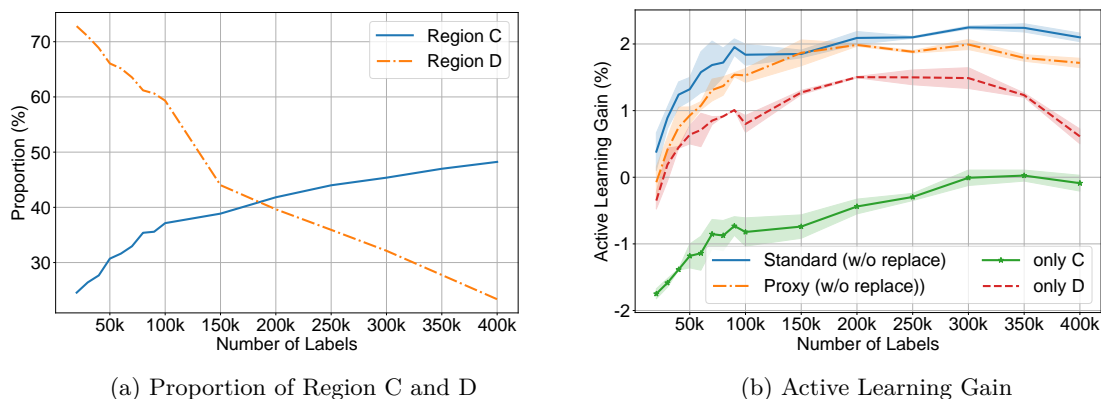 70
60
50
40
30
Proportion (%)
Region C
Region D
50k 100k 150k 200k 250k 300k 350k 400k
Number of Labels
(a) Proportion of Region C and D
2
1
0
-1
-2
Active Learning Gain (%)
Standard (w/o replace)
Proxy (w/o replace))
only C
only D
50k 100k 150k 200k 250k 300k 350k 400k
Number of Labels
(b) Active Learning Gain